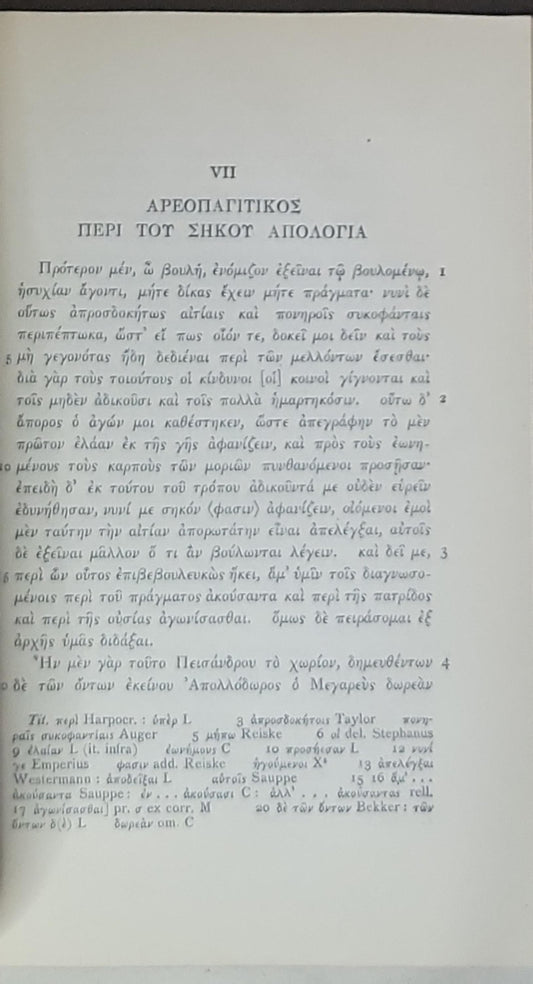 VII
ΑΡΕΟΠΑΓΙΤΙΚΟΣ
ΠΕΡΙ ΤΟΥ ΣΗΚΟΥ ΑΠΟΛΟΓΙΑ
Πρότερον μέν, ὦ βουλή, ἐνόμιζον ἐξεῖναι τῷ βουλομένῳ, 1
ἡσυχίαν ἄγοντι, μήτε δίκας ἔχειν μήτε πράγματα· νυνὶ δὲ
οὕτως ἀπροσδοκήτως αἰτίαις καὶ πονηροῖς συκοφάνταις
περιπέπτωκα, ὥστ' εἴ πως οἷόν τε, δοκεῖ μοι δεῖν καὶ τοὺς
5 μὴ γεγονότας ἤδη δεδιέναι περὶ τῶν μελλόντων ἔσεσθαι·
διὰ γὰρ τοὺς τοιούτους οἱ κίνδυνοι [οἱ] κοινοὶ γίγνονται καὶ
τοῖς μηδὲν ἀδικοῦσι καὶ τοῖς πολλὰ ἡμαρτηκόσιν. οὕτω δ' 2
ἄπορος ὁ ἀγών μοι καθέστηκεν, ὥστε ἀπεγράφην τὸ μὲν
πρῶτον ἐλάαν ἐκ τῆς γῆς ἀφανίζειν, καὶ πρὸς τοὺς ἐωνη-
10 μένους τοὺς καρποὺς τῶν μοριῶν πυνθανόμενοι προσῇσαν·
ἐπειδὴ δ' ἐκ τούτου τοῦ τρόπου ἀδικοῦντά με οὐδὲν εὑρεῖν
ἐδυνήθησαν, νυνί με σηκόν ⟨φασιν⟩ ἀφανίζειν, οἰόμενοι ἐμοὶ
μὲν ταύτην τὴν αἰτίαν ἀπορωτάτην εἶναι ἀπελέγξαι, αὑτοῖς
δὲ ἐξεῖναι μᾶλλον ὅ τι ἂν βούλωνται λέγειν. καὶ δεῖ με, 3
5 περὶ ὧν οὗτος ἐπιβεβουλευκὼς ἥκει, ἅμ' ὑμῖν τοῖς διαγνωσο-
μένοις περὶ τοῦ πράγματος ἀκούσαντα καὶ περὶ τῆς πατρίδος
καὶ περὶ τῆς οὐσίας ἀγωνίσασθαι. ὅμως δὲ πειράσομαι ἐξ
ἀρχῆς ὑμᾶς διδάξαι.
Ἦν μὲν γὰρ τοῦτο Πεισάνδρου τὸ χωρίον, δημευθέντων 4
0 δὲ τῶν ὄντων ἐκείνου Ἀπολλόδωρος ὁ Μεγαρεὺς δωρεὰν
Tit. περὶ Harpocr. : ὑπὲρ L 3 ἀπροσδοκήτοις Taylor πονη-
ραῖς συκοφαντίαις Auger 5 μήπω Reiske 6 οἱ del. Stephanus
9 ἐλαίαν L (it. infra) ἐωνήμους C 10 προσήεσαν L 12 νυνί
γε Emperius φασιν add. Reiske ἡγούμενοι Xˢ 13 ἀπελέγξαι
Westermann : ἀποδεῖξαι L αὐτοῖς Sauppe 15 16 ἅμ' . . .
ἀκούσαντα Sauppe : ἐν . . . ἀκούσασι C : ἀλλ' . . . ἀκούσαντας rell.
17 ἀγωνίσασθαι] pr. σ ex corr. M 20 δὲ τῶν ὄντων Bekker : τῶν
ὄντων δ(ὲ) L δωρεὰν om. C